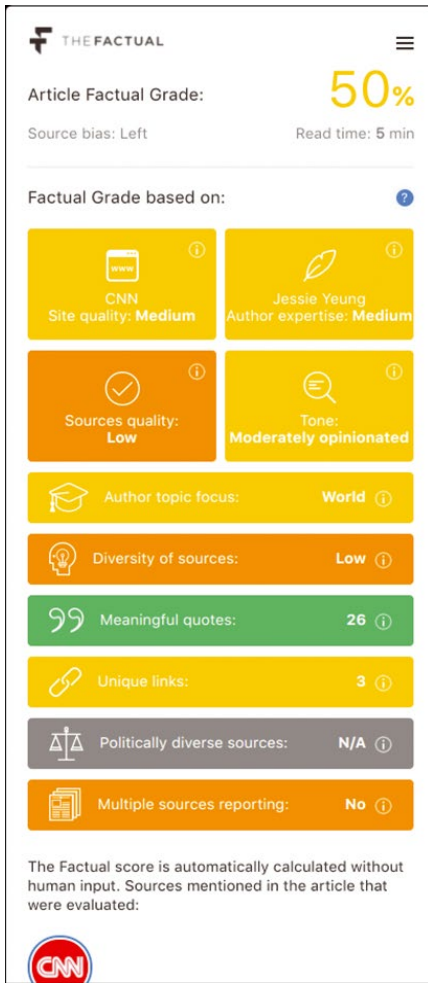 THE FACTUAL
Article Factual Grade:
50%
Source bias: Left
Read time: 5 min
Factual Grade based on:
?
www
CNN
Site quality: Medium
Jessie Yeung
Author expertise: Medium
Sources quality:
Low
Tone:
Moderately opinionated
Author topic focus:
World
Diversity of sources:
Low
Meaningful quotes:
26
Unique links:
3
Politically diverse sources:
N/A
Multiple sources reporting:
No
The Factual score is automatically calculated without
human input. Sources mentioned in the article that
were evaluated:
CNN